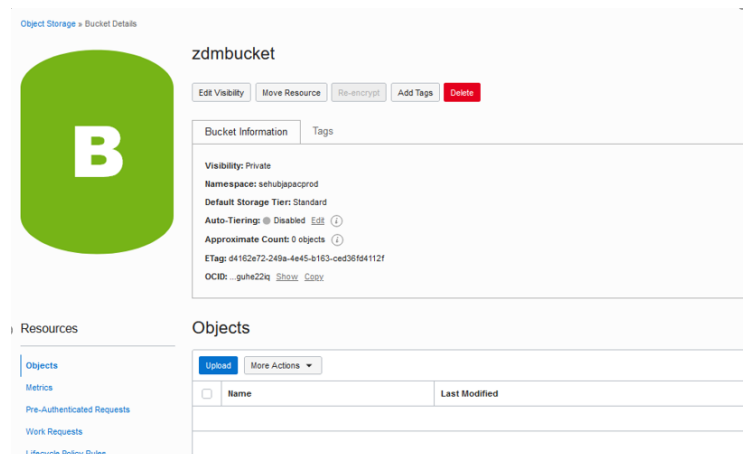 Object Storage » Bucket Details
B
zdmbucket
Edit Visibility Move Resource Re-encrypt Add Tags Delete
Bucket Information Tags
Visibility: Private
Namespace: sehubjapacprod
Default Storage Tier: Standard
Auto-Tiering: Disabled Edit i
Approximate Count: 0 objects i
ETag: d4162e72-249a-4e45-b163-ced36fd4112f
OCID: ...guhe22iq Show Copy
Resources
Objects
Metrics
Pre-Authenticated Requests
Work Requests
Lifecycle Policy Rules
Objects
Upload More Actions
Name Last Modified